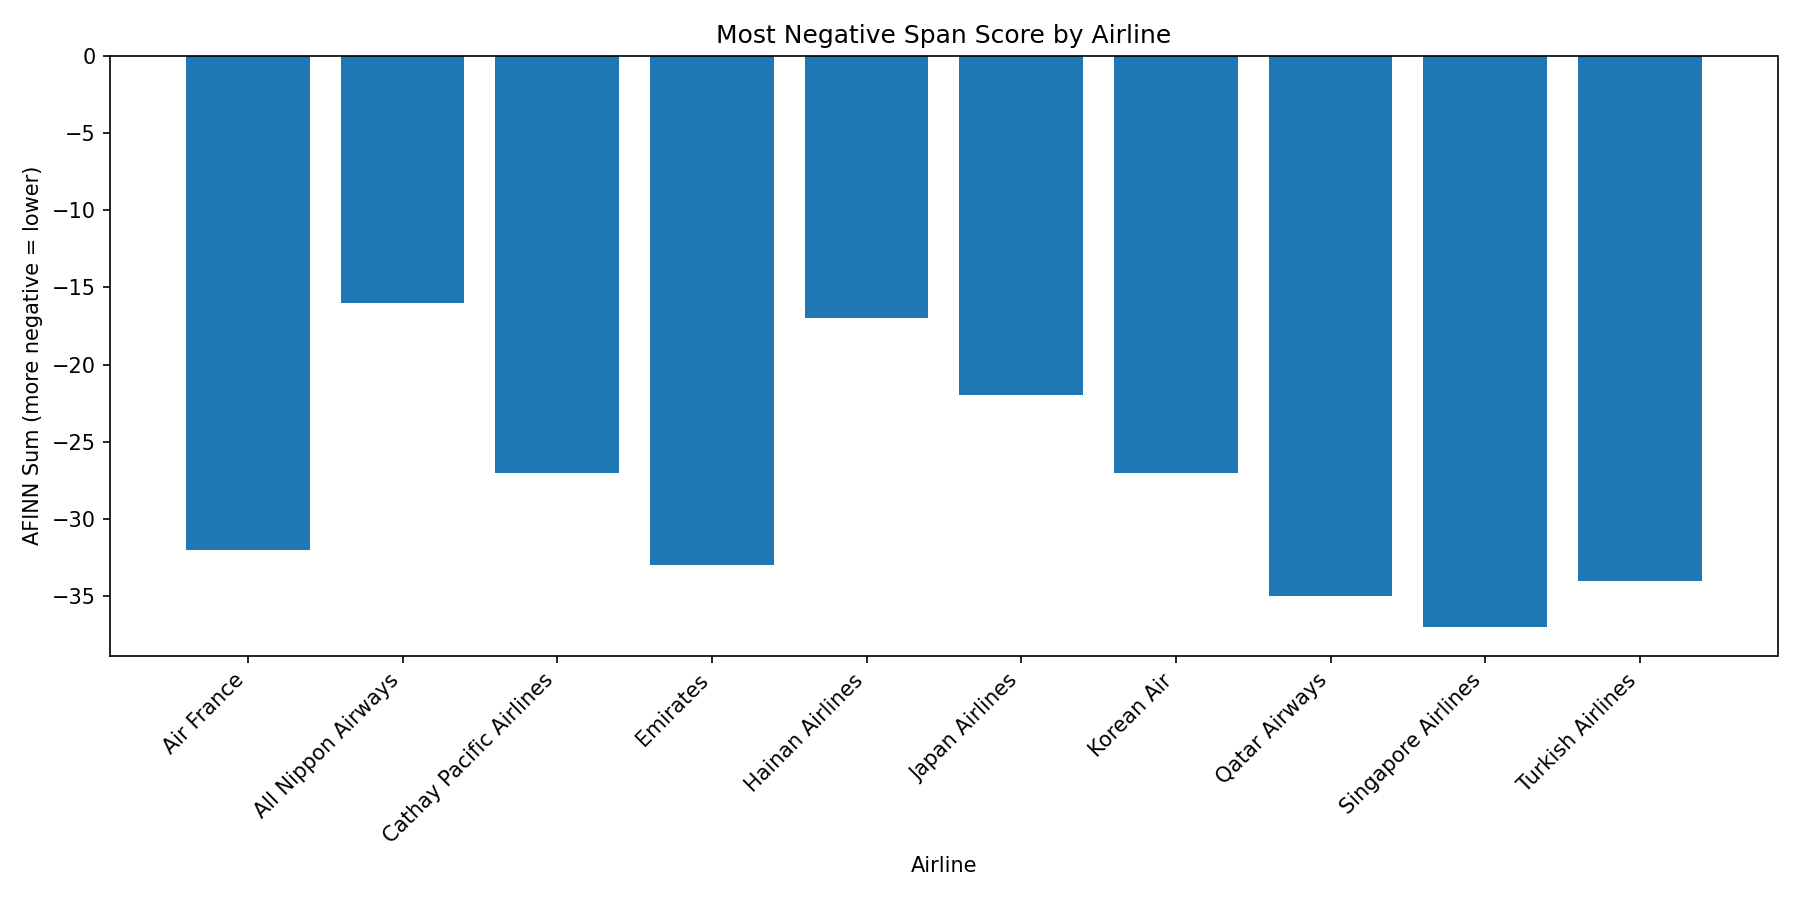 Most Negative Span Score by Airline
AFINN Sum (more negative = lower)
0
−5
−10
−15
−20
−25
−30
−35
Air France
All Nippon Airways
Cathay Pacific Airlines
Emirates
Hainan Airlines
Japan Airlines
Korean Air
Qatar Airways
Singapore Airlines
Turkish Airlines
Airline